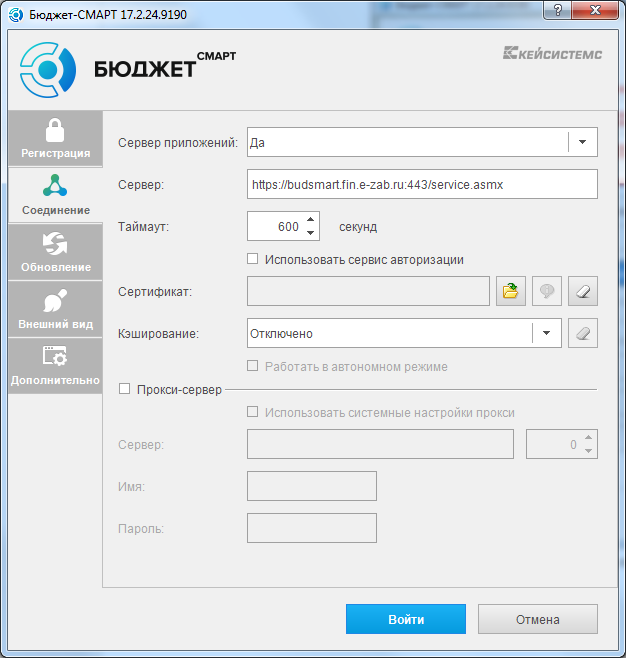 Бюджет-СМАРТ 17.2.24.9190
?
БЮДЖЕТ СМАРТ
КЕЙСИСТЕМС
Регистрация
Соединение
Обновление
Внешний вид
Дополнительно
Сервер приложений: Да
Сервер: https://budsmart.fin.e-zab.ru:443/service.asmx
Таймаут: 600 секунд
Использовать сервис авторизации
Сертификат:
Кэширование: Отключено
Работать в автономном режиме
Прокси-сервер
Использовать системные настройки прокси
Сервер: 0
Имя:
Пароль:
Войти Отмена